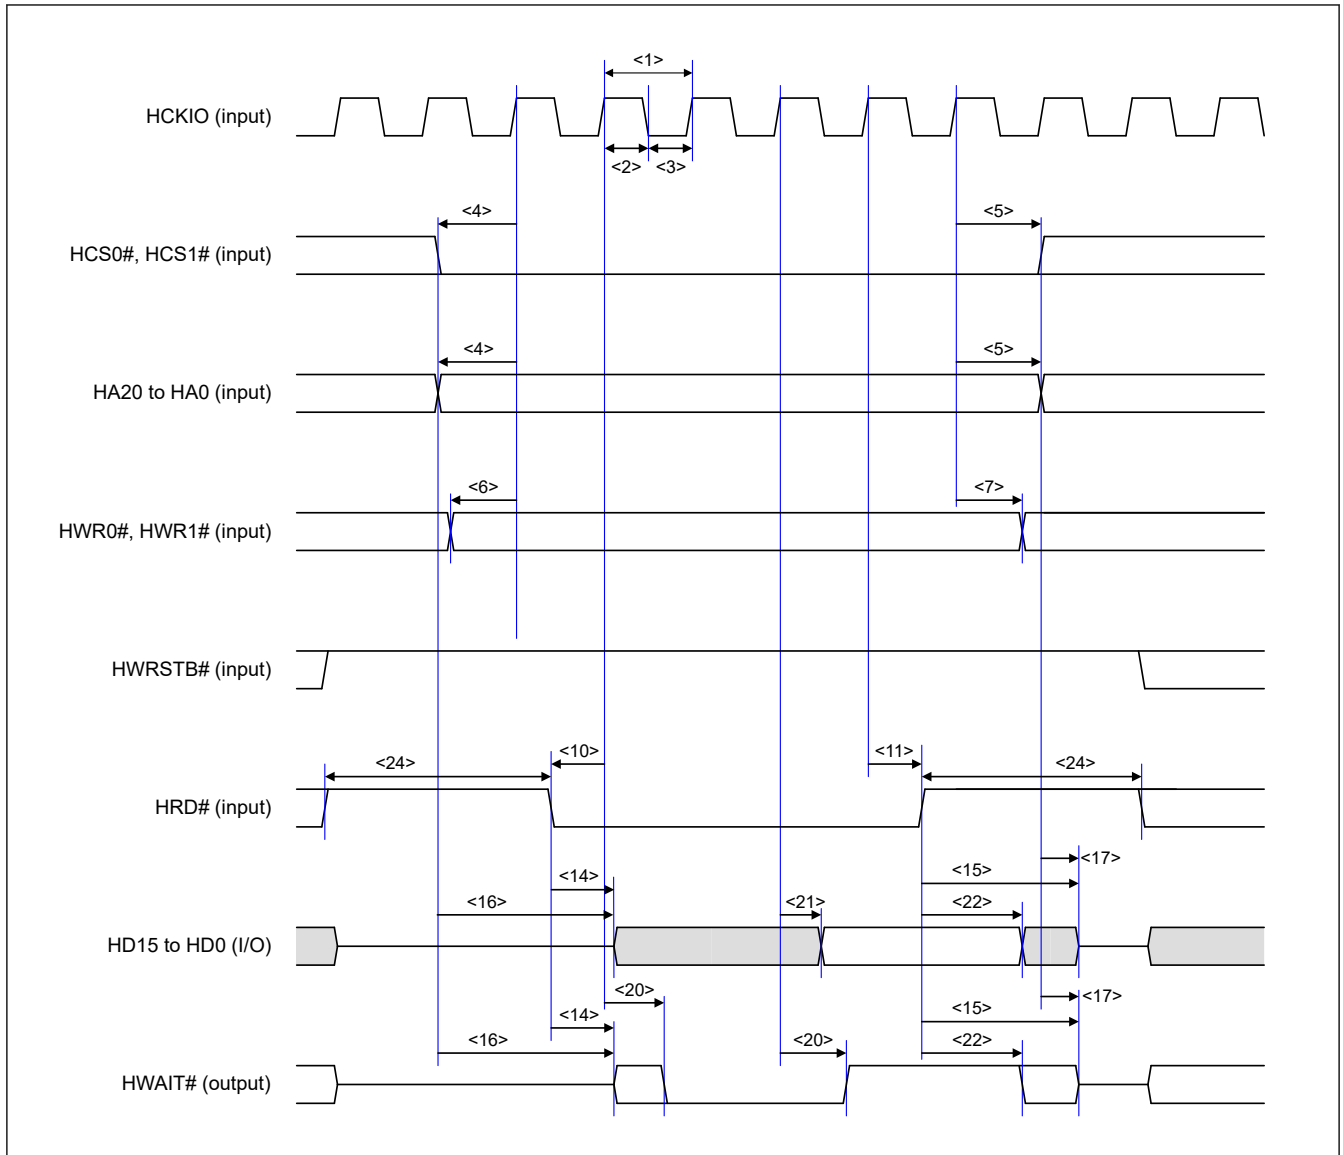 <1>
HCKIO (input)
<2> <3>
<4> <5>
HCS0#, HCS1# (input)
<4> <5>
HA20 to HA0 (input)
<6> <7>
HWR0#, HWR1# (input)
HWRSTB# (input)
<10> <11>
<24> <24>
HRD# (input)
<17>
<14> <15>
<16> <21> <22>
HD15 to HD0 (I/O)
<20> <17>
<14> <15>
<16> <20> <22>
HWAIT# (output)